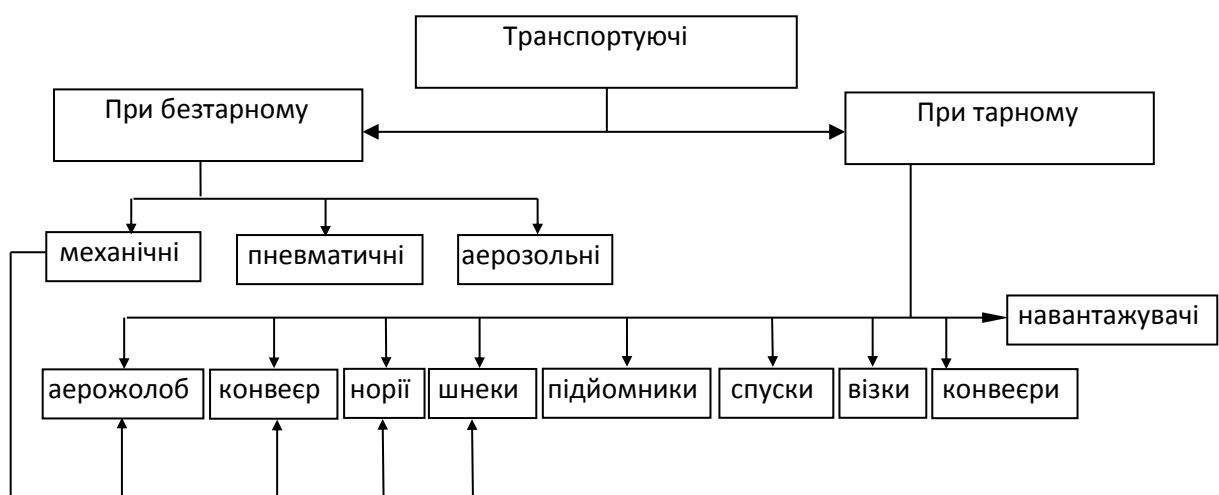 Транспортуючі
При безтарному
При тарному
механічні
пневматичні
аерозольні
навантажувачі
аерожолоб
конвеєр
норії
шнеки
підйомники
спуски
візки
конвеєри